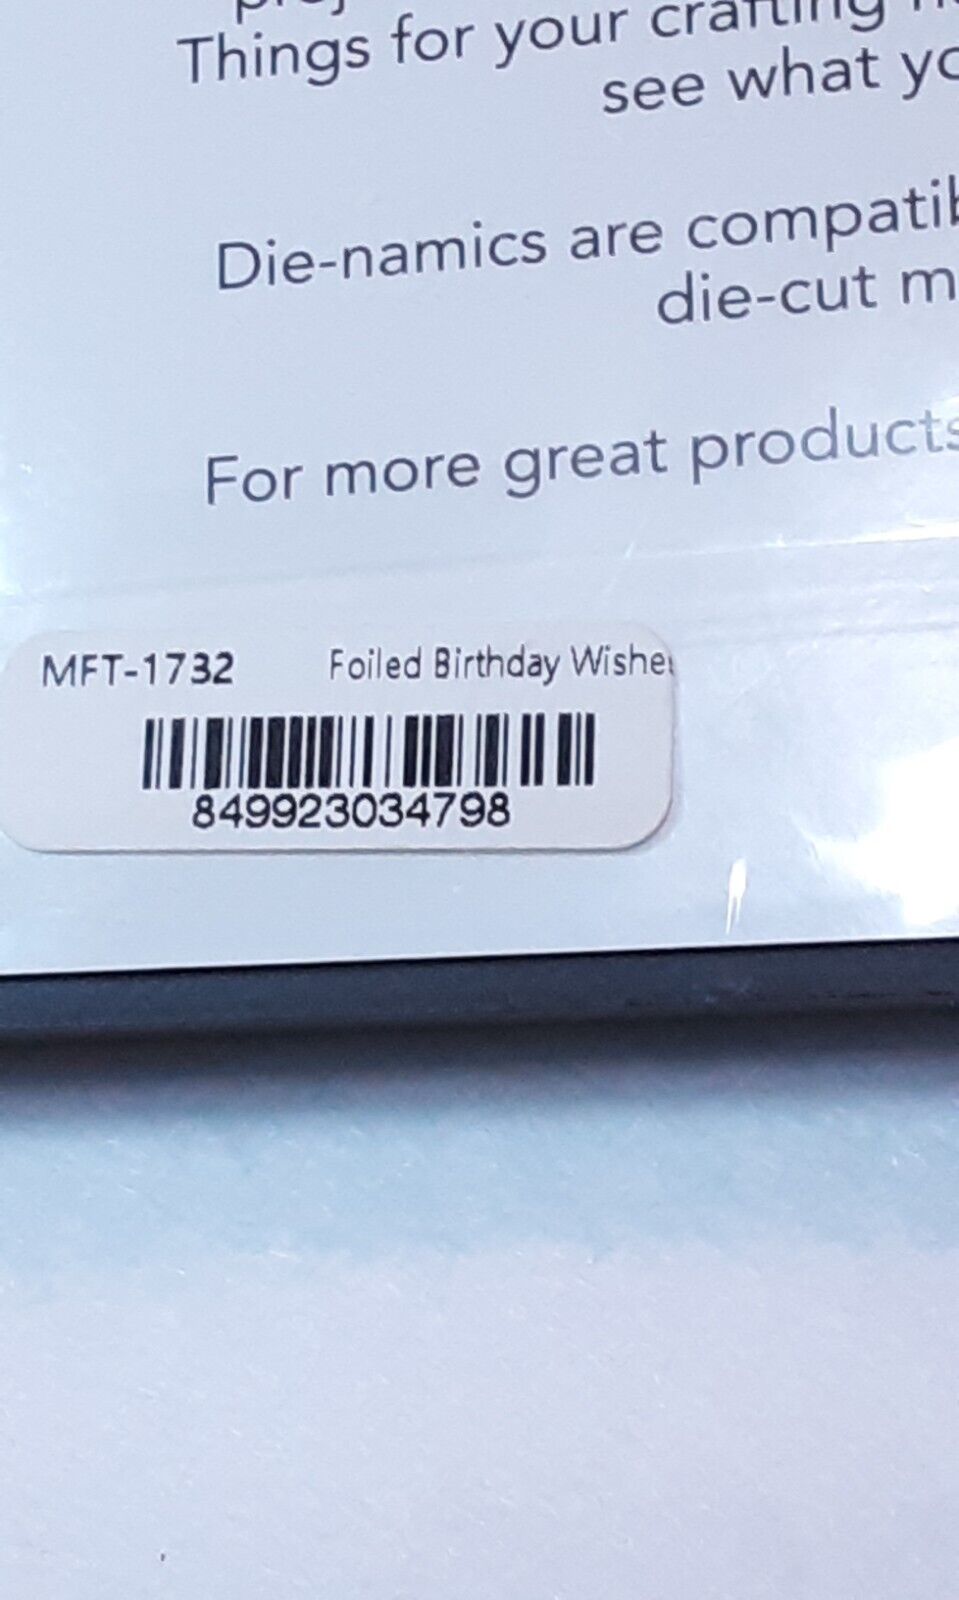 Things for your crafting
see what yo
Die-namics are compatib
die-cut m
For more great products
MFT-1732 Foiled Birthday Wishes
849923034798